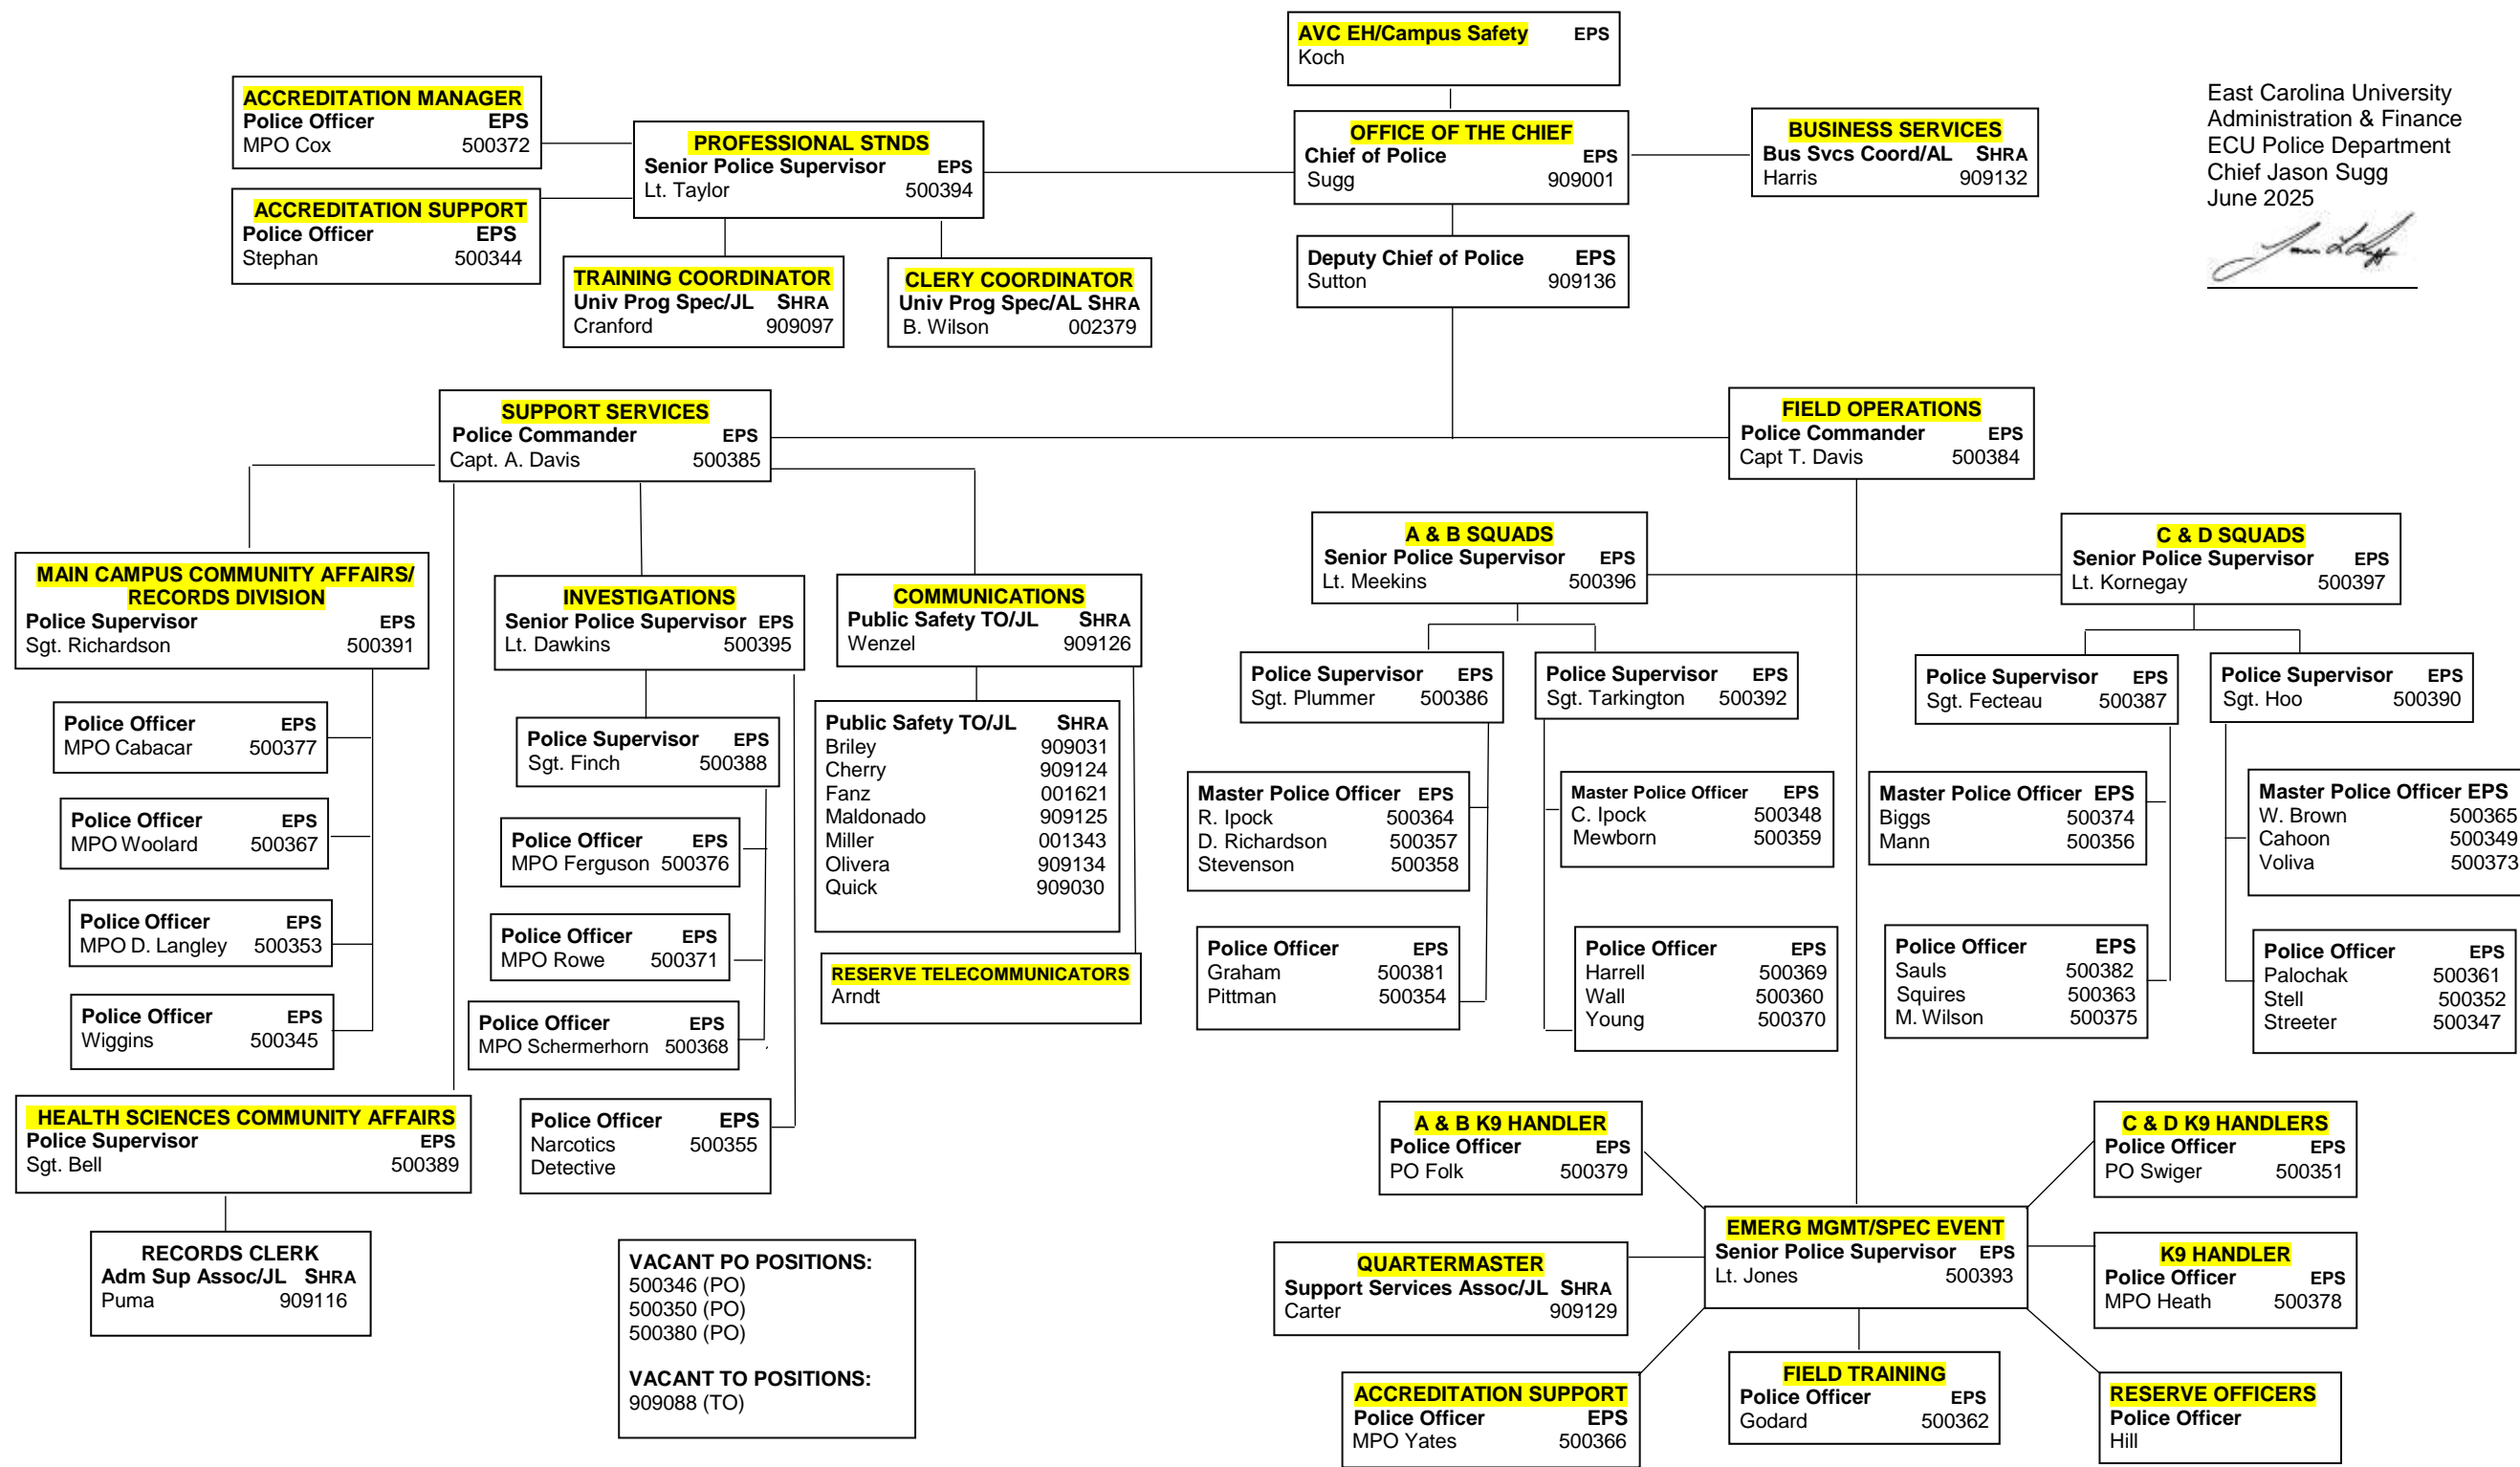 AVC EH/Campus Safety EPS
Koch
East Carolina University
Administration & Finance
ECU Police Department
Chief Jason Sugg
June 2025
ACCREDITATION MANAGER
Police Officer EPS
MPO Cox 500372
PROFESSIONAL STNDS
Senior Police Supervisor EPS
Lt. Taylor 500394
OFFICE OF THE CHIEF
Chief of Police EPS
Sugg 909001
BUSINESS SERVICES
Bus Svcs Coord/AL SHRA
Harris 909132
ACCREDITATION SUPPORT
Police Officer EPS
Stephan 500344
TRAINING COORDINATOR
Univ Prog Spec/JL SHRA
Cranford 909097
CLERY COORDINATOR
Univ Prog Spec/AL SHRA
B. Wilson 002379
Deputy Chief of Police EPS
Sutton 909136
SUPPORT SERVICES
Police Commander EPS
Capt. A. Davis 500385
FIELD OPERATIONS
Police Commander EPS
Capt T. Davis 500384
MAIN CAMPUS COMMUNITY AFFAIRS/
RECORDS DIVISION
Police Supervisor EPS
Sgt. Richardson 500391
Police Officer EPS
MPO Cabacar 500377
Police Officer EPS
MPO Woolard 500367
Police Officer EPS
MPO D. Langley 500353
Police Officer EPS
Wiggins 500345
HEALTH SCIENCES COMMUNITY AFFAIRS
Police Supervisor EPS
Sgt. Bell 500389
RECORDS CLERK
Adm Sup Assoc/JL SHRA
Puma 909116
INVESTIGATIONS
Senior Police Supervisor EPS
Lt. Dawkins 500395
Police Supervisor EPS
Sgt. Finch 500388
Police Officer EPS
MPO Ferguson 500376
Police Officer EPS
MPO Rowe 500371
Police Officer EPS
MPO Schermerhorn 500368
Police Officer EPS
Narcotics 500355
Detective
COMMUNICATIONS
Public Safety TO/JL SHRA
Wenzel 909126
Public Safety TO/JL SHRA
Briley 909031
Cherry 909124
Fanz 001621
Maldonado 909125
Miller 001343
Olivera 909134
Quick 909030
RESERVE TELECOMMUNICATORS
Arndt
VACANT PO POSITIONS:
500346 (PO)
500350 (PO)
500380 (PO)
VACANT TO POSITIONS:
909088 (TO)
A & B SQUADS
Senior Police Supervisor EPS
Lt. Meekins 500396
Police Supervisor EPS
Sgt. Plummer 500386
Master Police Officer EPS
R. Ipock 500364
D. Richardson 500357
Stevenson 500358
Police Officer EPS
Graham 500381
Pittman 500354
Police Supervisor EPS
Sgt. Tarkington 500392
Master Police Officer EPS
C. Ipock 500348
Mewborn 500359
Police Officer EPS
Harrell 500369
Wall 500360
Young 500370
C & D SQUADS
Senior Police Supervisor EPS
Lt. Kornegay 500397
Police Supervisor EPS
Sgt. Fecteau 500387
Master Police Officer EPS
Biggs 500374
Mann 500356
Police Officer EPS
Sauls 500382
Squires 500363
M. Wilson 500375
Police Supervisor EPS
Sgt. Hoo 500390
Master Police Officer EPS
W. Brown 500365
Cahoon 500349
Voliva 500373
Police Officer EPS
Palochak 500361
Stell 500352
Streeter 500347
A & B K9 HANDLER
Police Officer EPS
PO Folk 500379
C & D K9 HANDLERS
Police Officer EPS
PO Swiger 500351
QUARTERMASTER
Support Services Assoc/JL SHRA
Carter 909129
EMERG MGMT/SPEC EVENT
Senior Police Supervisor EPS
Lt. Jones 500393
K9 HANDLER
Police Officer EPS
MPO Heath 500378
ACCREDITATION SUPPORT
Police Officer EPS
MPO Yates 500366
FIELD TRAINING
Police Officer EPS
Godard 500362
RESERVE OFFICERS
Police Officer
Hill